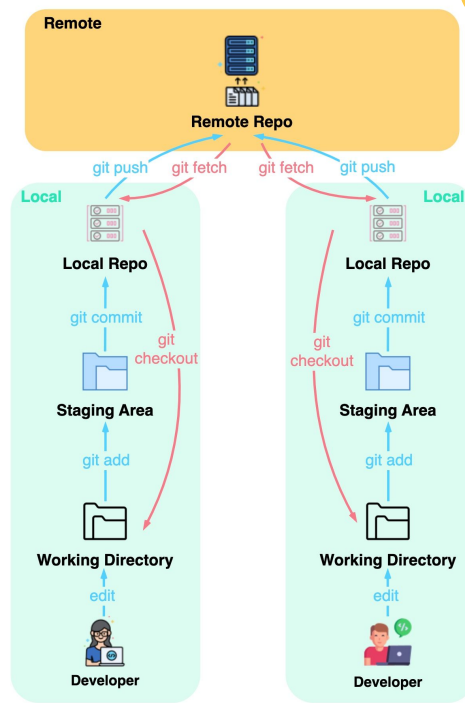 Remote
Remote Repo
git push
git fetch
git fetch
git push
Local
Local
Local Repo
Local Repo
git commit
git commit
git
checkout
git
checkout
Staging Area
Staging Area
git add
git add
Working Directory
Working Directory
edit
edit
Developer
Developer